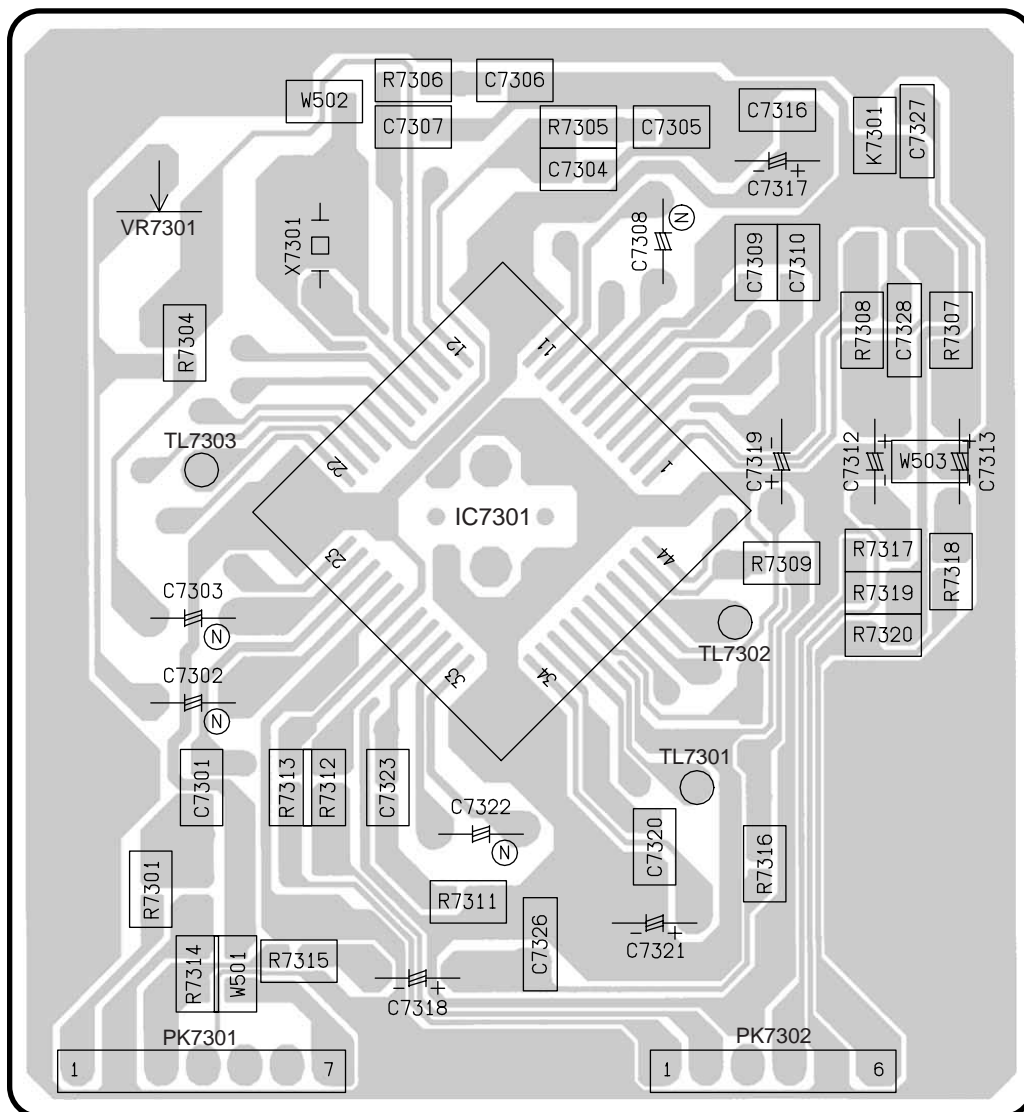 R7306
C7306
W502
C7316
C7307
R7305
C7305
K7301
C7327
C7304
- +
C7317
VR7301
X7301
C7308
N
C7309
C7310
R7304
R7308
C7328
R7307
12
11
TL7303
22
1
C7319
-
+
C7312
+
-
W503
C7313
+
-
IC7301
23
44
R7309
R7317
R7318
C7303
N
R7319
TL7302
R7320
C7302
N
33
34
TL7301
C7301
R7313
R7312
C7323
C7322
N
C7320
R7316
R7301
R7311
C7326
- +
C7321
R7314
W501
R7315
- +
C7318
PK7301
PK7302
1 7
1 6